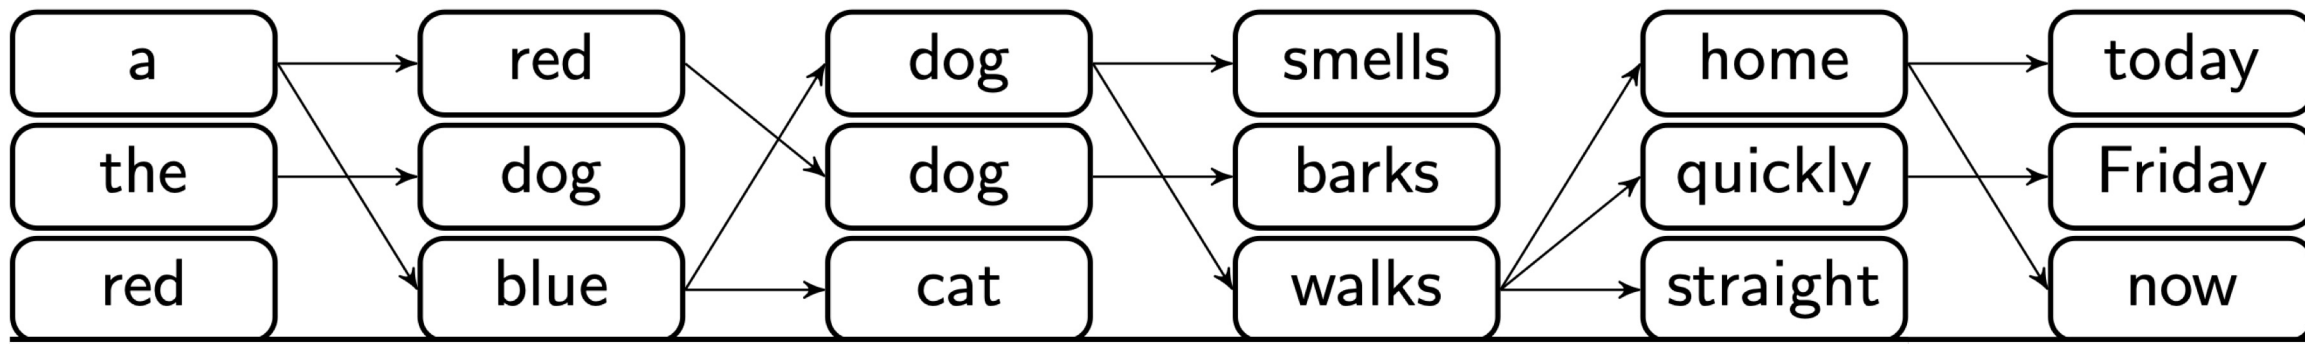 a red dog smells home today
the dog dog barks quickly Friday
red blue cat walks straight now